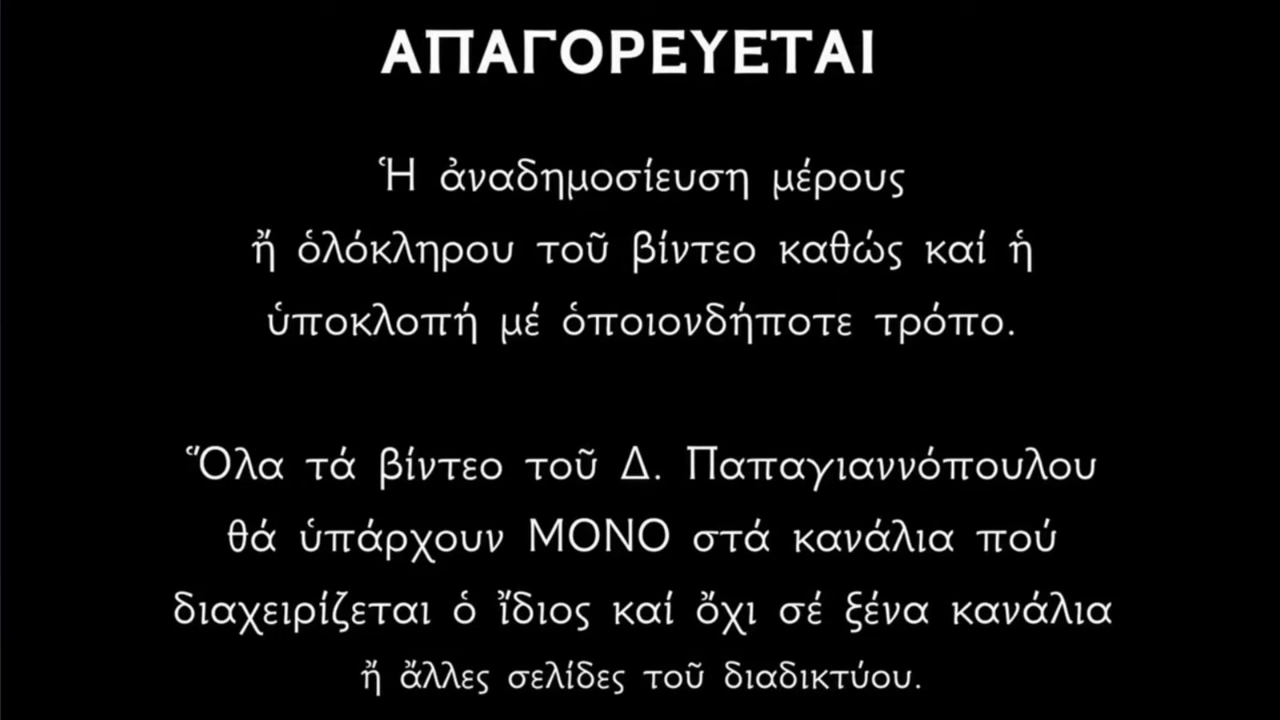 ΑΠΑΓΟΡΕΥΕΤΑΙ
Ἡ ἀναδημοσίευση μέρους
ἤ ὁλόκληρου τοῦ βίντεο καθώς καί ἡ
ὑποκλοπή μέ ὁποιονδήποτε τρόπο.
Ὅλα τά βίντεο τοῦ Δ. Παπαγιαννόπουλου
θά ὑπάρχουν ΜΟΝΟ στά κανάλια πού
διαχειρίζεται ὁ ἴδιος καί ὄχι σέ ξένα κανάλια
ἤ ἄλλες σελίδες τοῦ διαδικτύου.